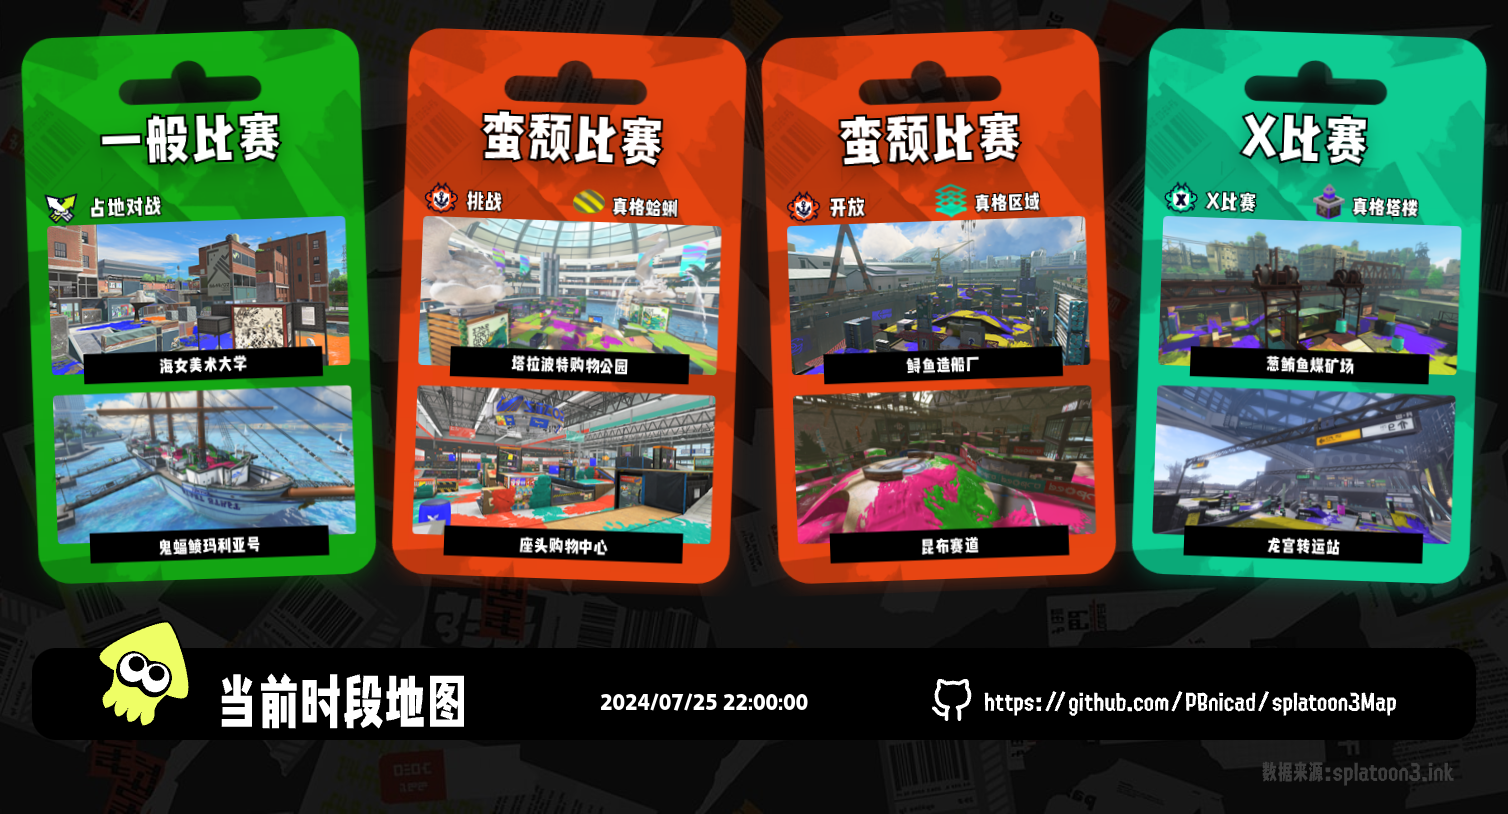 一般比赛
占地对战
海女美术大学
鬼蝠鲼玛利亚号
蛮颓比赛
挑战
真格蛤蜊
塔拉波特购物公园
座头购物中心
蛮颓比赛
开放
真格区域
鲟鱼造船厂
昆布赛道
X比赛
X比赛
真格塔楼
葱鲔鱼煤矿场
龙宫转运站
当前时段地图
2024/07/25 22:00:00
https://github.com/PBnicad/splatoon3Map
数据来源:splatoon3.ink